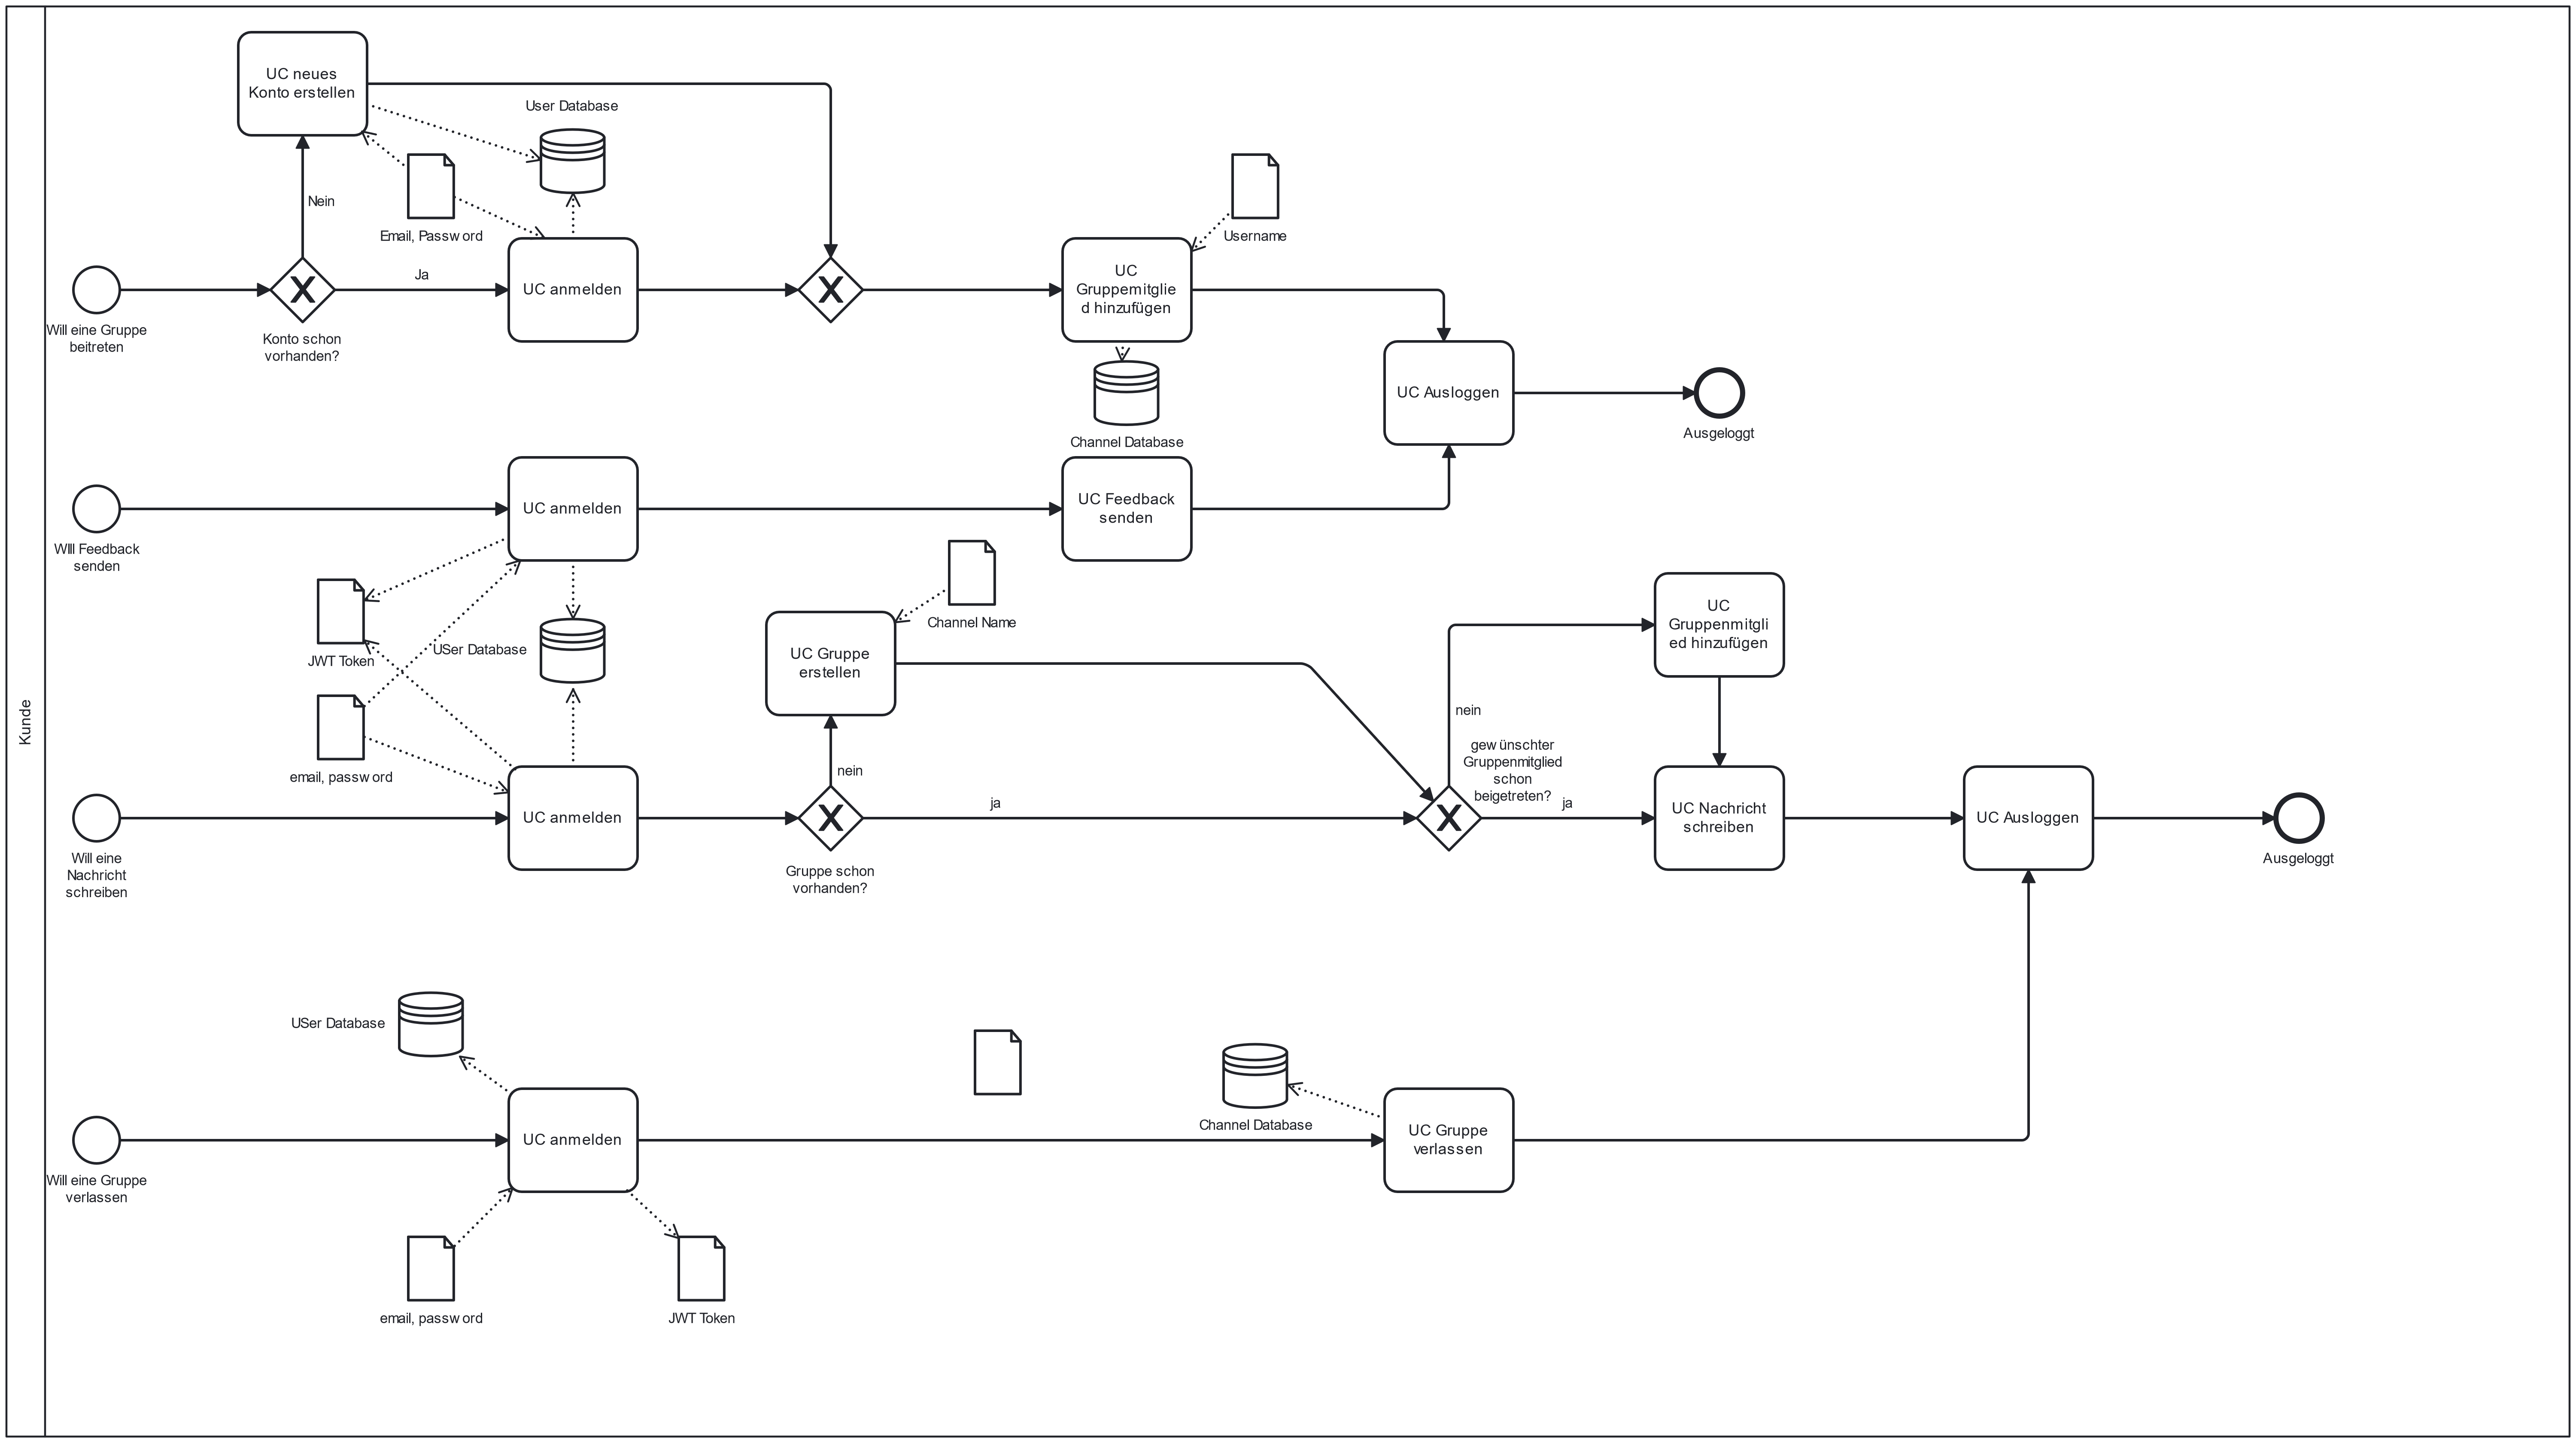 Kunde
UC neues
Konto erstellen
User Database
Nein
Email, Password
Username
Ja
UC anmelden
UC
Gruppemitglie
d hinzufügen
Will eine Gruppe
beitreten
Konto schon
vorhanden?
UC Ausloggen
Ausgeloggt
Channel Database
UC anmelden
UC Feedback
senden
WIll Feedback
senden
Channel Name
JWT Token
USer Database
UC Gruppe
erstellen
UC
Gruppenmitgli
ed hinzufügen
nein
gewünschter
Gruppenmitglied
schon
beigetreten?
email, password
nein
ja
ja
UC anmelden
UC Nachricht
schreiben
UC Ausloggen
Will eine
Nachricht
schreiben
Gruppe schon
vorhanden?
Ausgeloggt
USer Database
Channel Database
UC anmelden
UC Gruppe
verlassen
Will eine Gruppe
verlassen
email, password
JWT Token